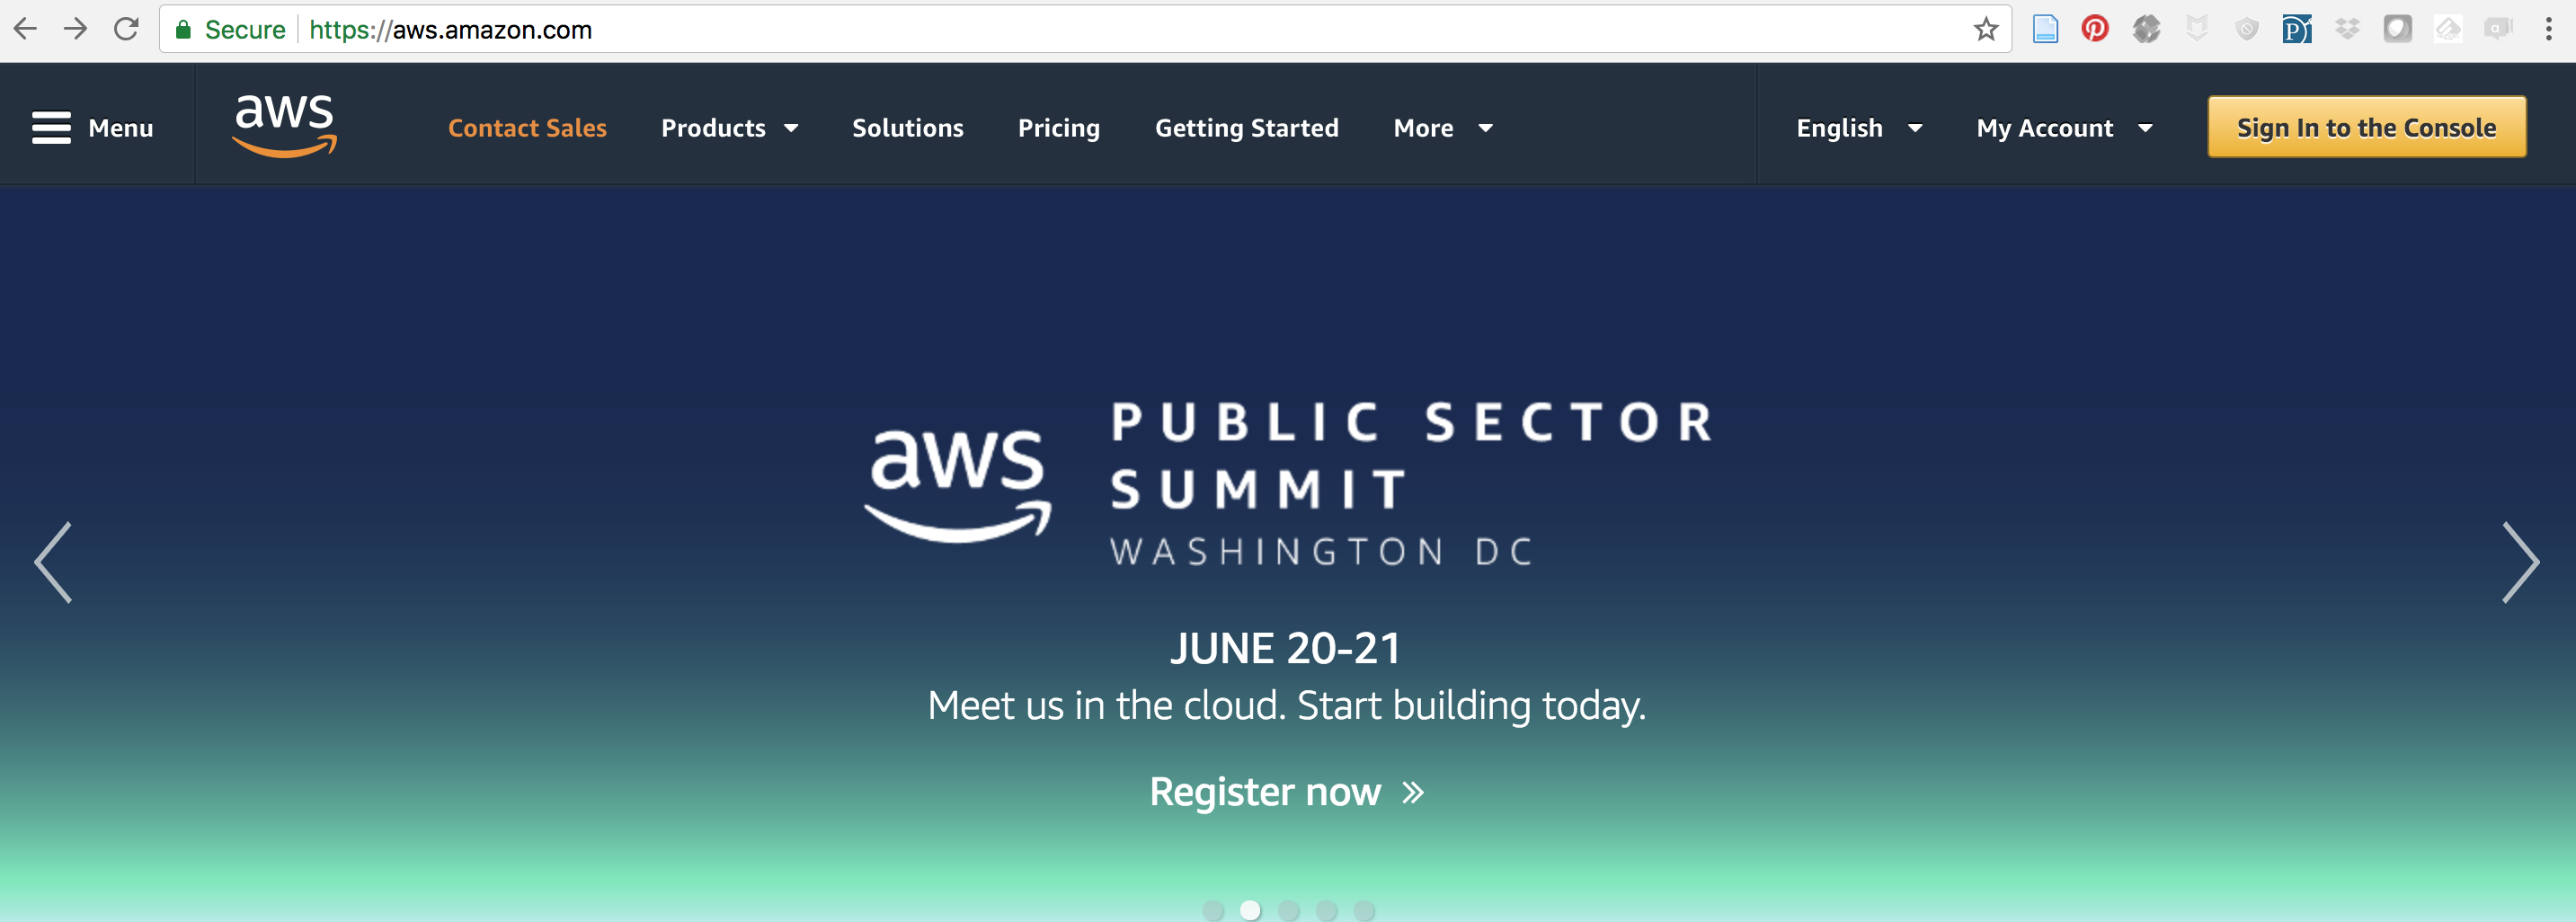 Secure https://aws.amazon.com
Menu aws Contact Sales Products Solutions Pricing Getting Started More English My Account Sign In to the Console
aws
PUBLIC SECTOR
SUMMIT
WASHINGTON DC
JUNE 20-21
Meet us in the cloud. Start building today.
Register now »